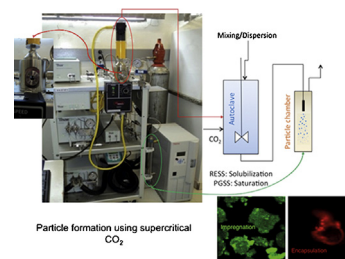 Mixing/Dispersion
Autoclave
Particle chamber
CO2
RESS: Solubilization
PGSS: Saturation
Particle formation using supercritical
CO2
Impregnation
Encapsulation